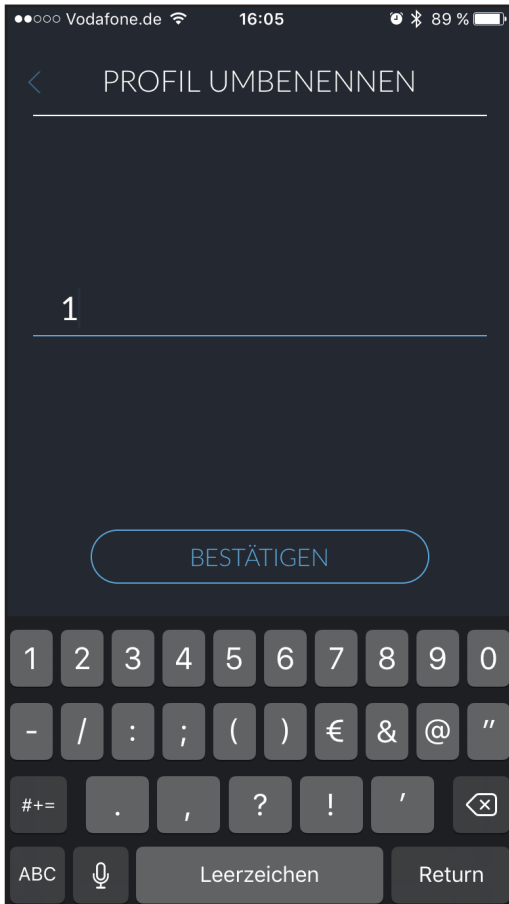 Vodafone.de 16:05 89 %
PROFIL UMBENENNEN
1
BESTÄTIGEN
1 2 3 4 5 6 7 8 9 0
- / : ; ( ) € & @ "
#+= . , ? ! '
ABC Leerzeichen Return